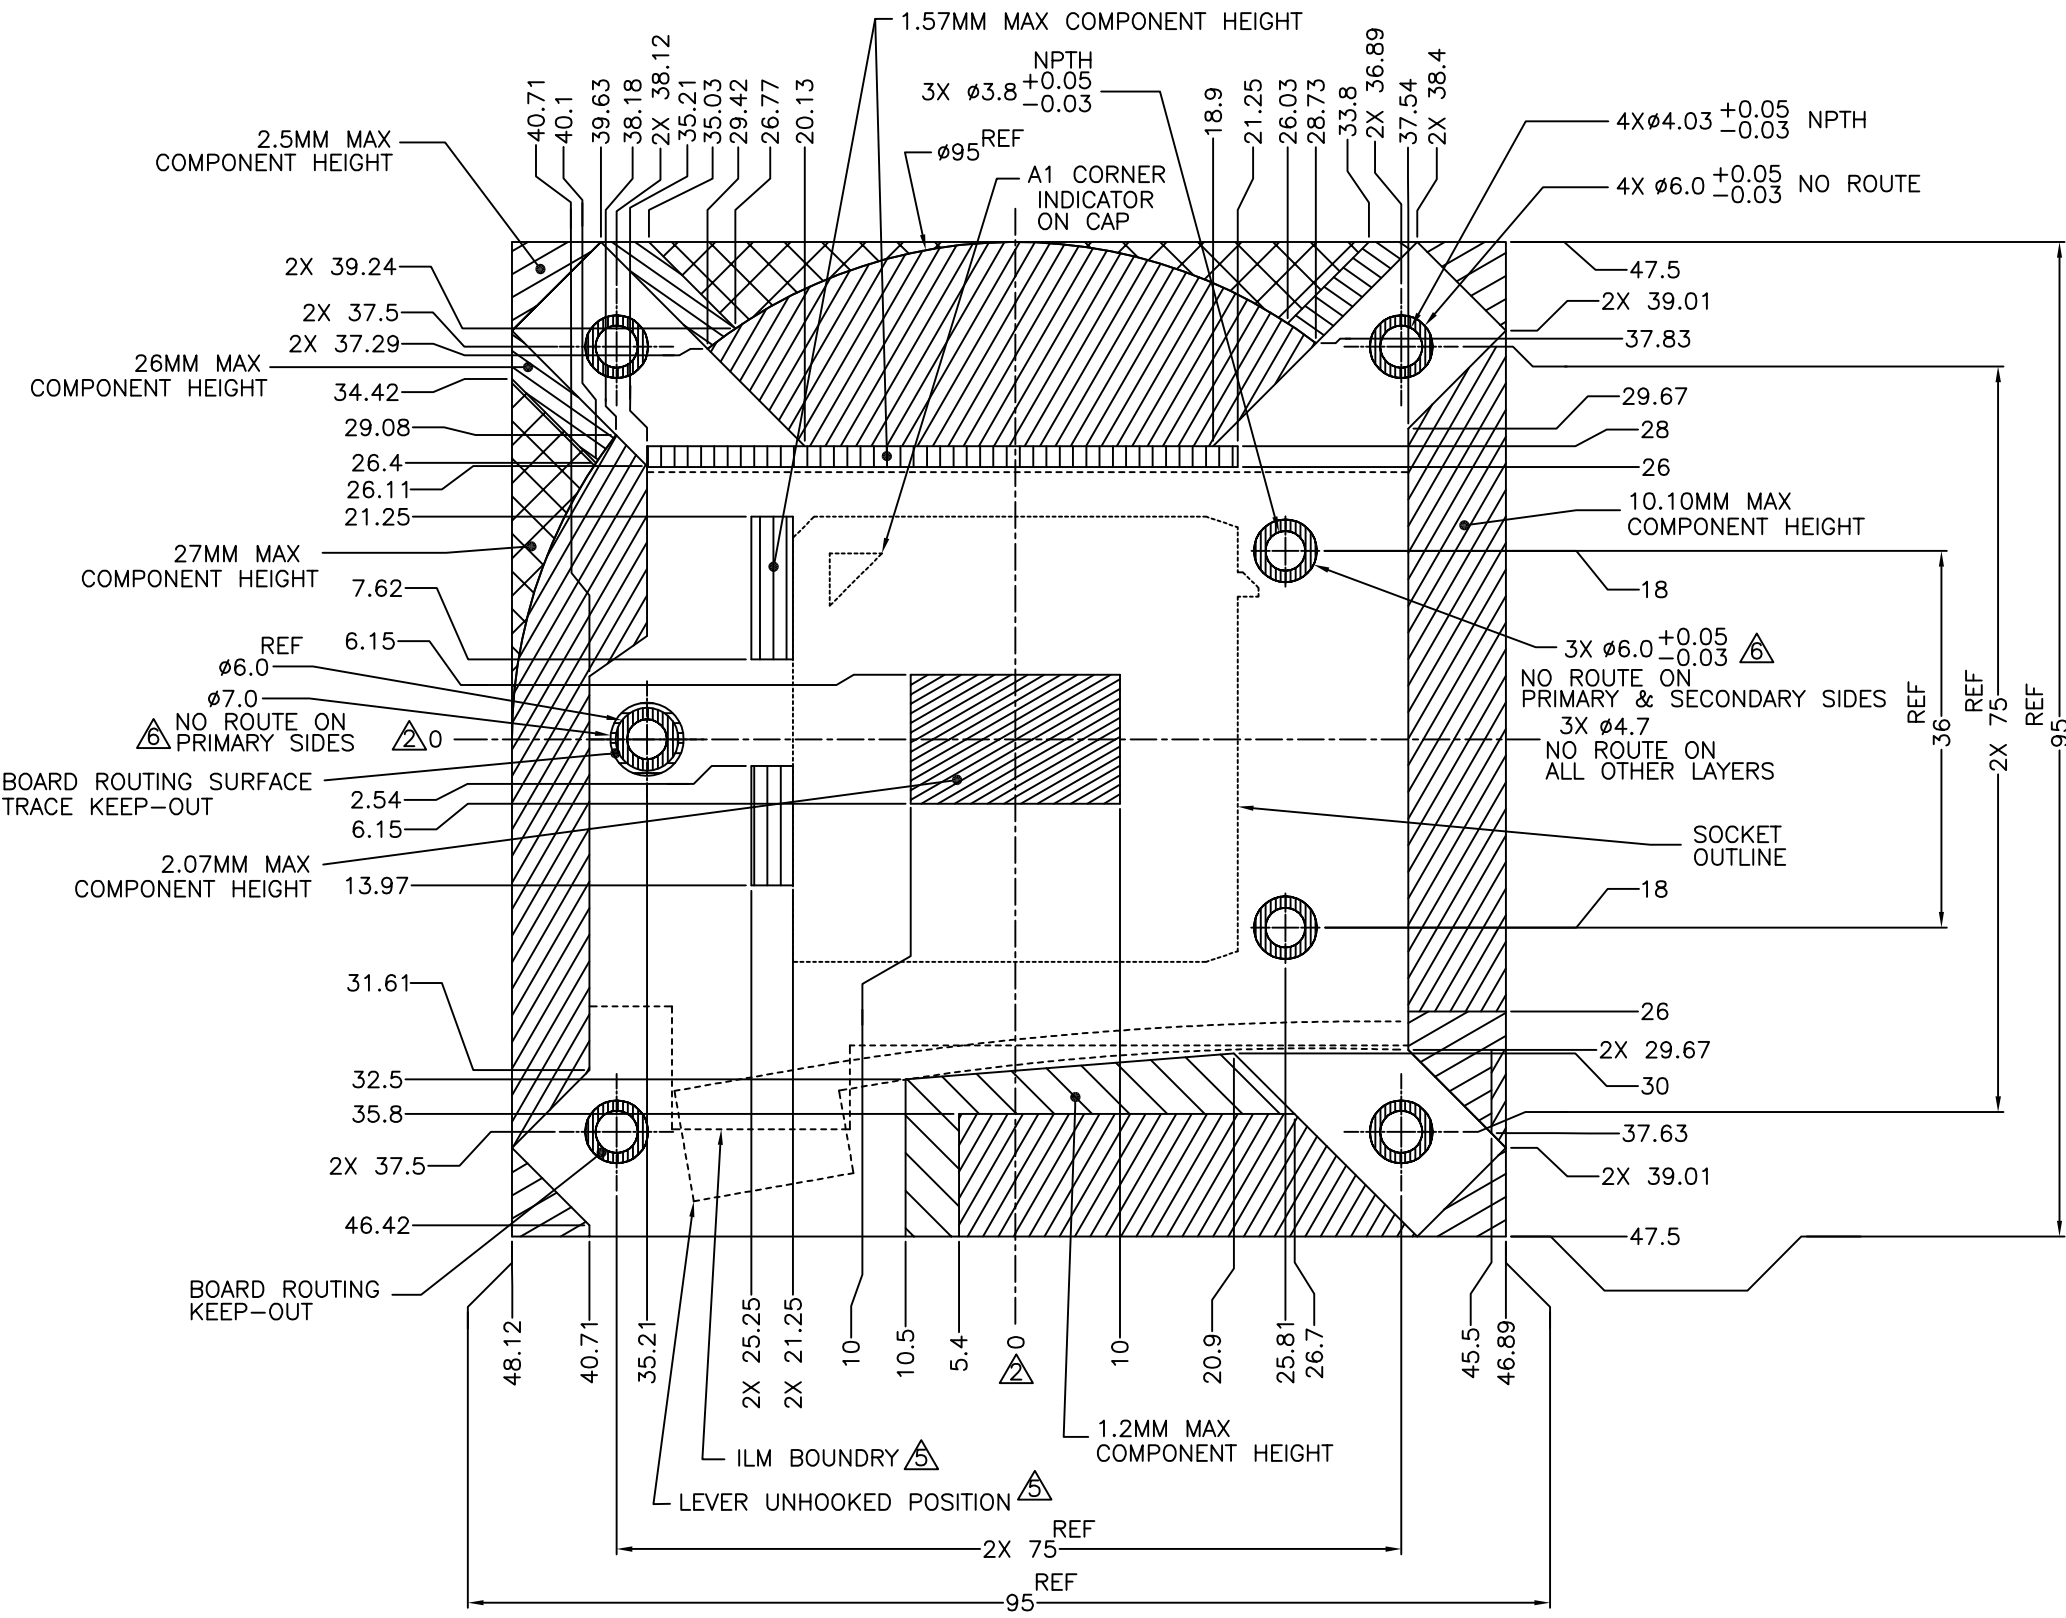 1.57MM MAX COMPONENT HEIGHT
NPTH
3X ø3.8 +0.05
-0.03
ø95 REF
A1 CORNER
INDICATOR
ON CAP
40.71
40.1
39.63
38.18
2X 38.12
35.21
35.03
29.42
26.77
20.13
18.9
21.25
26.03
28.73
33.8
2X 36.89
37.54
2X 38.4
4Xø4.03 +0.05
-0.03 NPTH
4X ø6.0 +0.05
-0.03 NO ROUTE
2.5MM MAX
COMPONENT HEIGHT
2X 39.24
2X 37.5
2X 37.29
26MM MAX
COMPONENT HEIGHT
34.42
29.08
26.4
26.11
21.25
27MM MAX
COMPONENT HEIGHT
7.62
6.15
REF
ø6.0
ø7.0
6 NO ROUTE ON
PRIMARY SIDES
2 0
BOARD ROUTING SURFACE
TRACE KEEP-OUT
2.54
6.15
2.07MM MAX
COMPONENT HEIGHT
13.97
31.61
32.5
35.8
2X 37.5
46.42
BOARD ROUTING
KEEP-OUT
47.5
2X 39.01
37.83
29.67
28
26
10.10MM MAX
COMPONENT HEIGHT
18
3X ø6.0 +0.05
-0.03 6
NO ROUTE ON
PRIMARY & SECONDARY SIDES
3X ø4.7
NO ROUTE ON
ALL OTHER LAYERS
36 REF
2X 75 REF
95 REF
SOCKET
OUTLINE
18
26
2X 29.67
30
37.63
2X 39.01
47.5
48.12
40.71
35.21
2X 25.25
2X 21.25
10
10.5
5.4
0
2
10
20.9
25.81
26.7
45.5
46.89
1.2MM MAX
COMPONENT HEIGHT
ILM BOUNDRY 5
LEVER UNHOOKED POSITION 5
2X 75 REF
95 REF